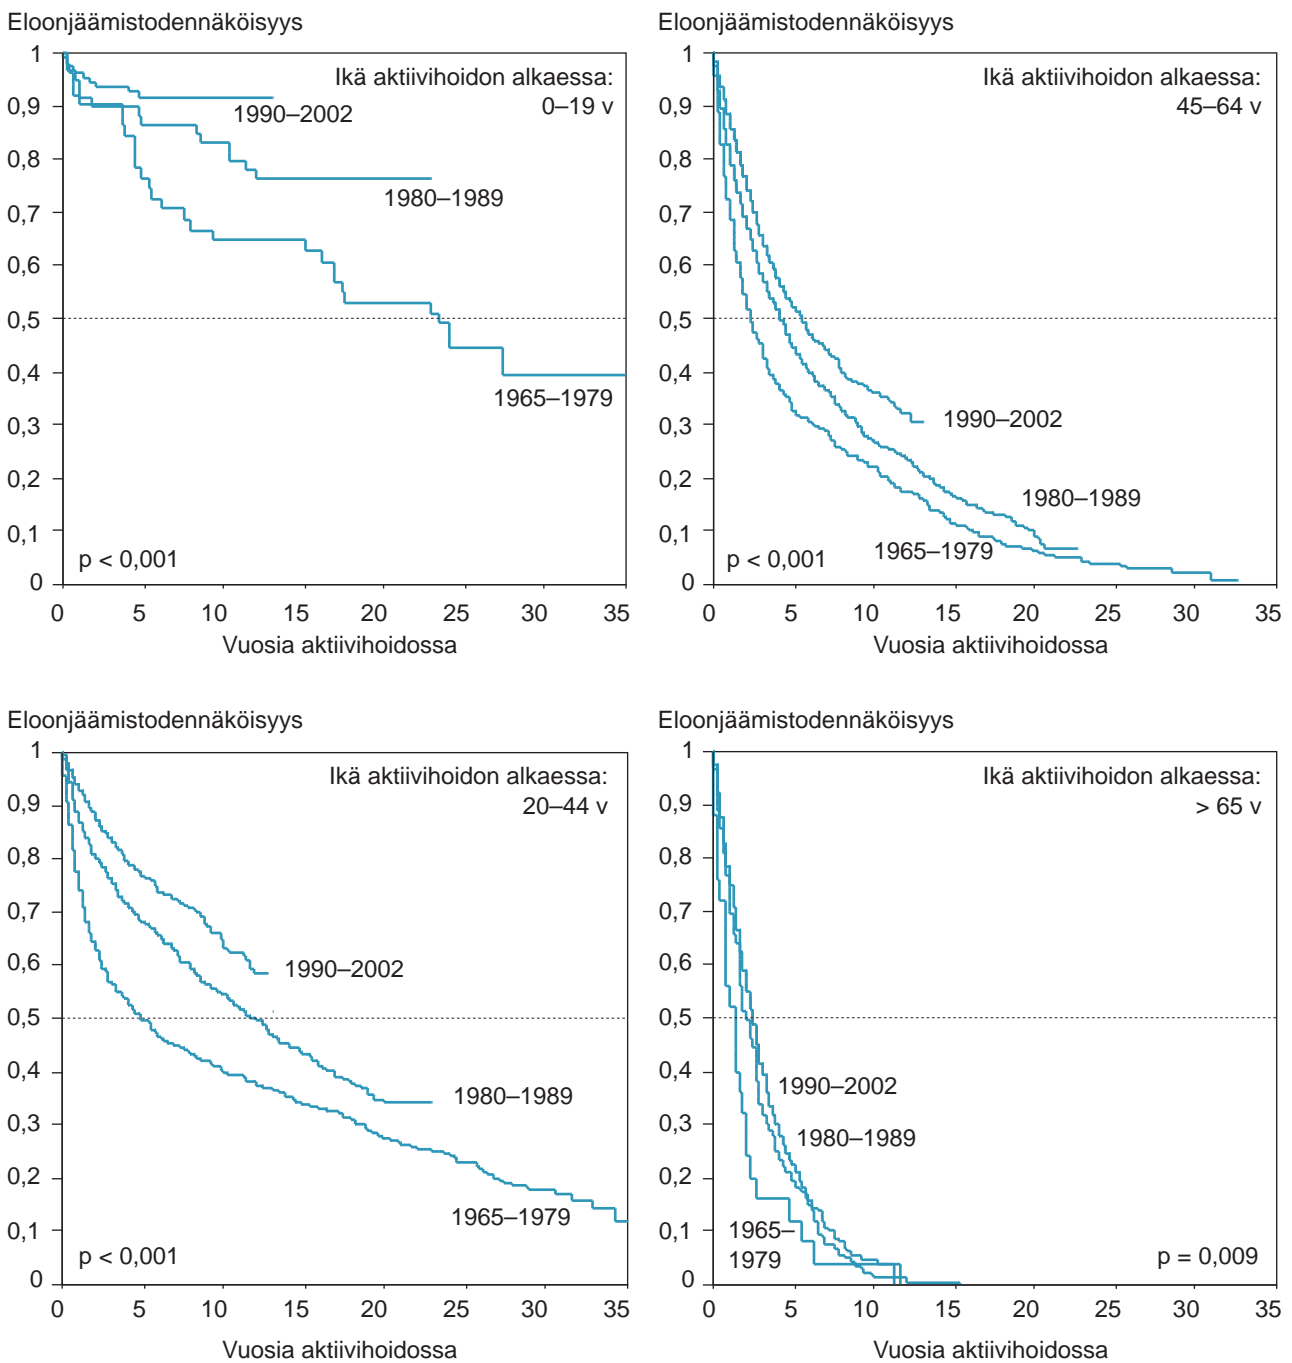 Eloonjäämistodennäköisyys
1
0,9
0,8
0,7
0,6
0,5
0,4
0,3
0,2
0,1
0
Ikä aktiivihoidon alkaessa:
0–19 v
1990–2002
1980–1989
1965–1979
p < 0,001
0 5 10 15 20 25 30 35
Vuosia aktiivihoidossa
Eloonjäämistodennäköisyys
1
0,9
0,8
0,7
0,6
0,5
0,4
0,3
0,2
0,1
0
Ikä aktiivihoidon alkaessa:
45–64 v
1990–2002
1980–1989
1965–1979
p < 0,001
0 5 10 15 20 25 30 35
Vuosia aktiivihoidossa
Eloonjäämistodennäköisyys
1
0,9
0,8
0,7
0,6
0,5
0,4
0,3
0,2
0,1
0
Ikä aktiivihoidon alkaessa:
20–44 v
1990–2002
1980–1989
1965–1979
p < 0,001
0 5 10 15 20 25 30 35
Vuosia aktiivihoidossa
Eloonjäämistodennäköisyys
1
0,9
0,8
0,7
0,6
0,5
0,4
0,3
0,2
0,1
0
Ikä aktiivihoidon alkaessa:
> 65 v
1990–2002
1980–1989
1965–
1979
p = 0,009
0 5 10 15 20 25 30 35
Vuosia aktiivihoidossa